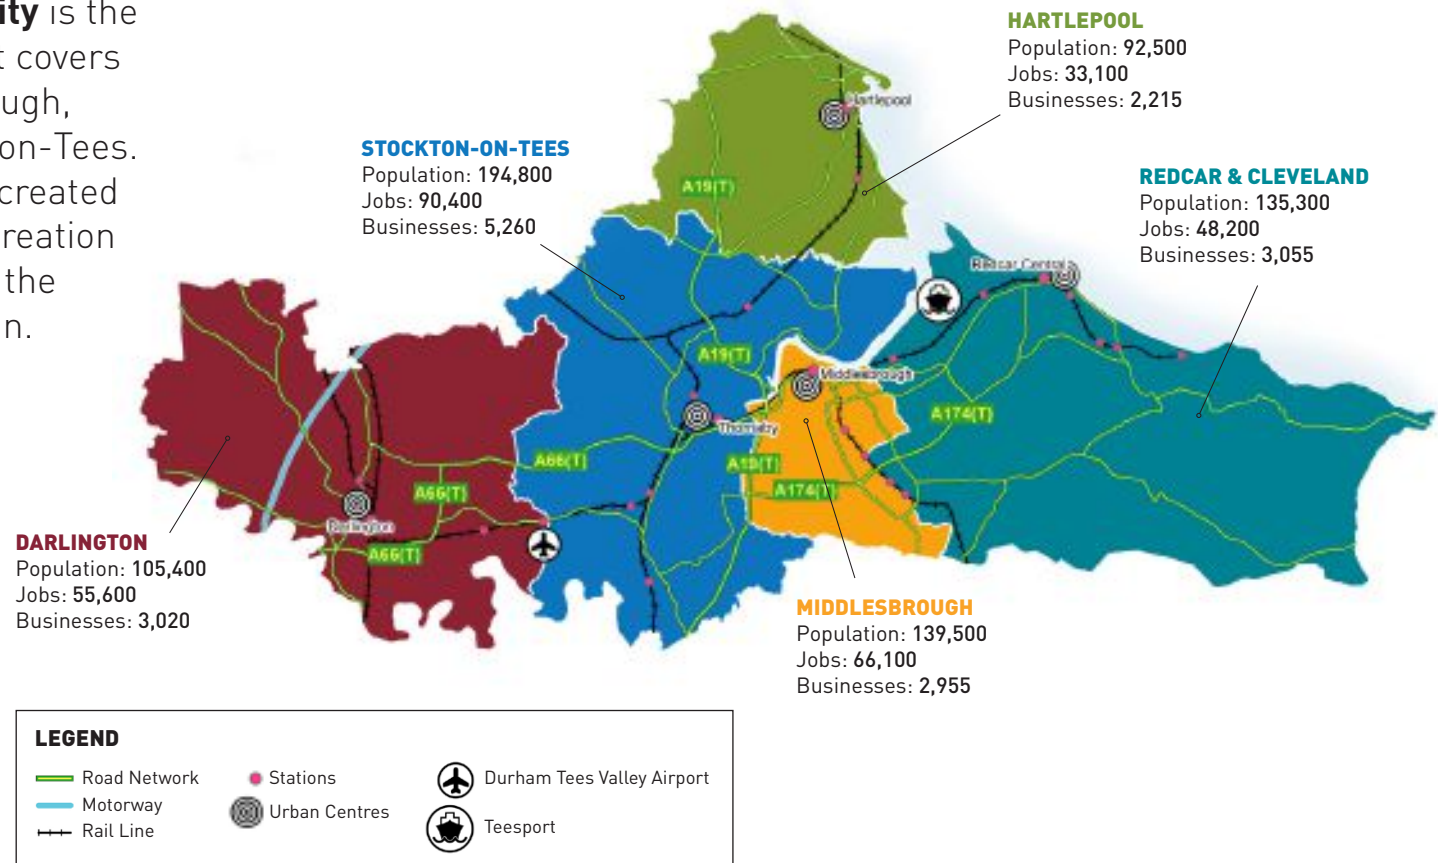 ity is the
t covers
ugh,
on-Tees.
created
reation
the
n.
HARTLEPOOL
Population: 92,500
Jobs: 33,100
Businesses: 2,215
STOCKTON-ON-TEES
Population: 194,800
Jobs: 90,400
Businesses: 5,260
REDCAR & CLEVELAND
Population: 135,300
Jobs: 48,200
Businesses: 3,055
Hartlepool
A19(T)
Redcar Central
A19(T)
Middlesbrough
A174(T)
Thornaby
A66(T)
A19(T)
A174(T)
A66(T)
Darlington
A66(T)
DARLINGTON
Population: 105,400
Jobs: 55,600
Businesses: 3,020
MIDDLESBROUGH
Population: 139,500
Jobs: 66,100
Businesses: 2,955
LEGEND
Road Network
Motorway
Rail Line
Stations
Urban Centres
Durham Tees Valley Airport
Teesport